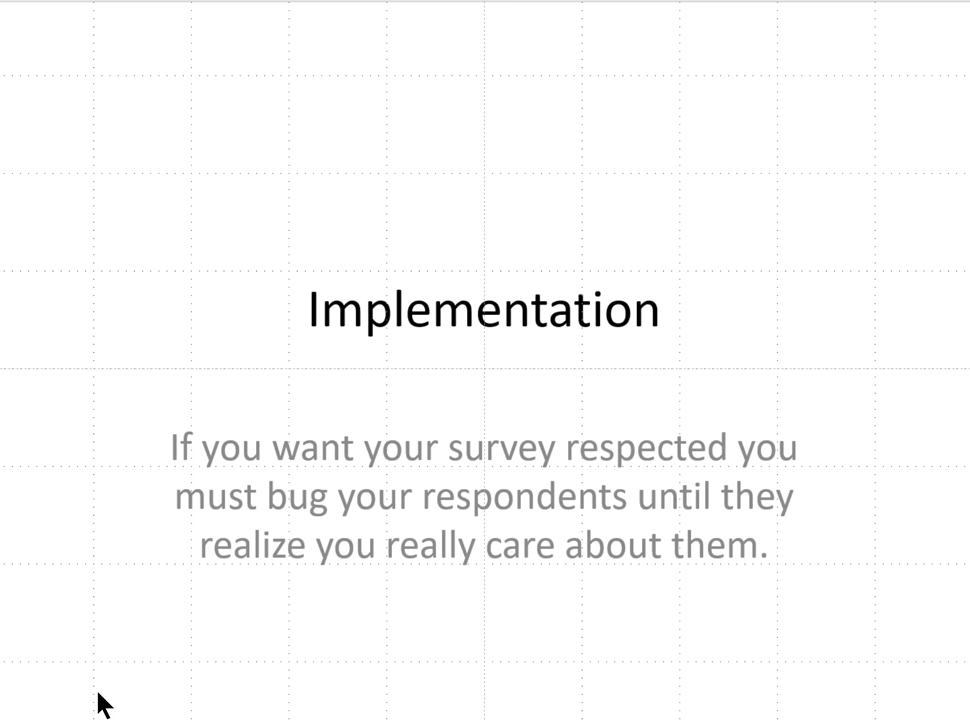 Implementation
If you want your survey respected you
must bug your respondents until they
realize you really care about them.